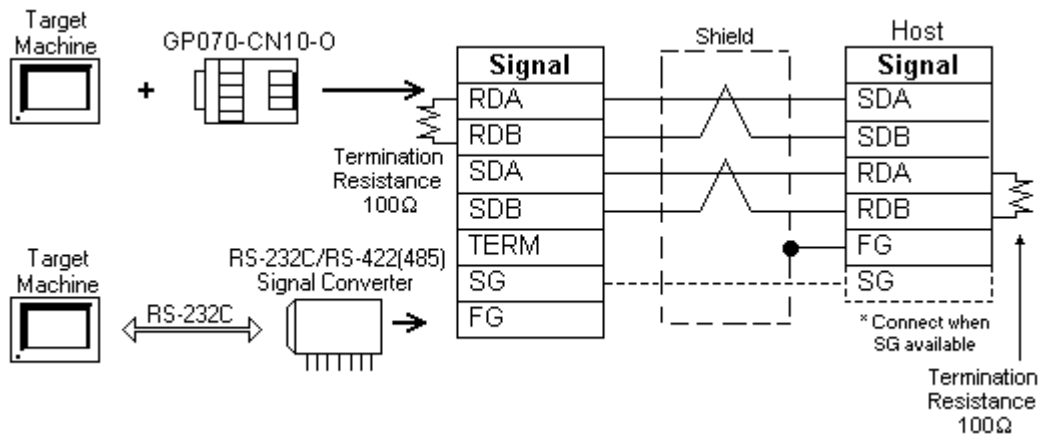 Target
Machine
+
GP070-CN10-O
Termination
Resistance
100Ω
Target
Machine
RS-232C
RS-232C/RS-422(485)
Signal Converter
Signal
RDA
RDB
SDA
SDB
TERM
SG
FG
Shield
Host
Signal
SDA
SDB
RDA
RDB
FG
SG
* Connect when
SG available
Termination
Resistance
100Ω